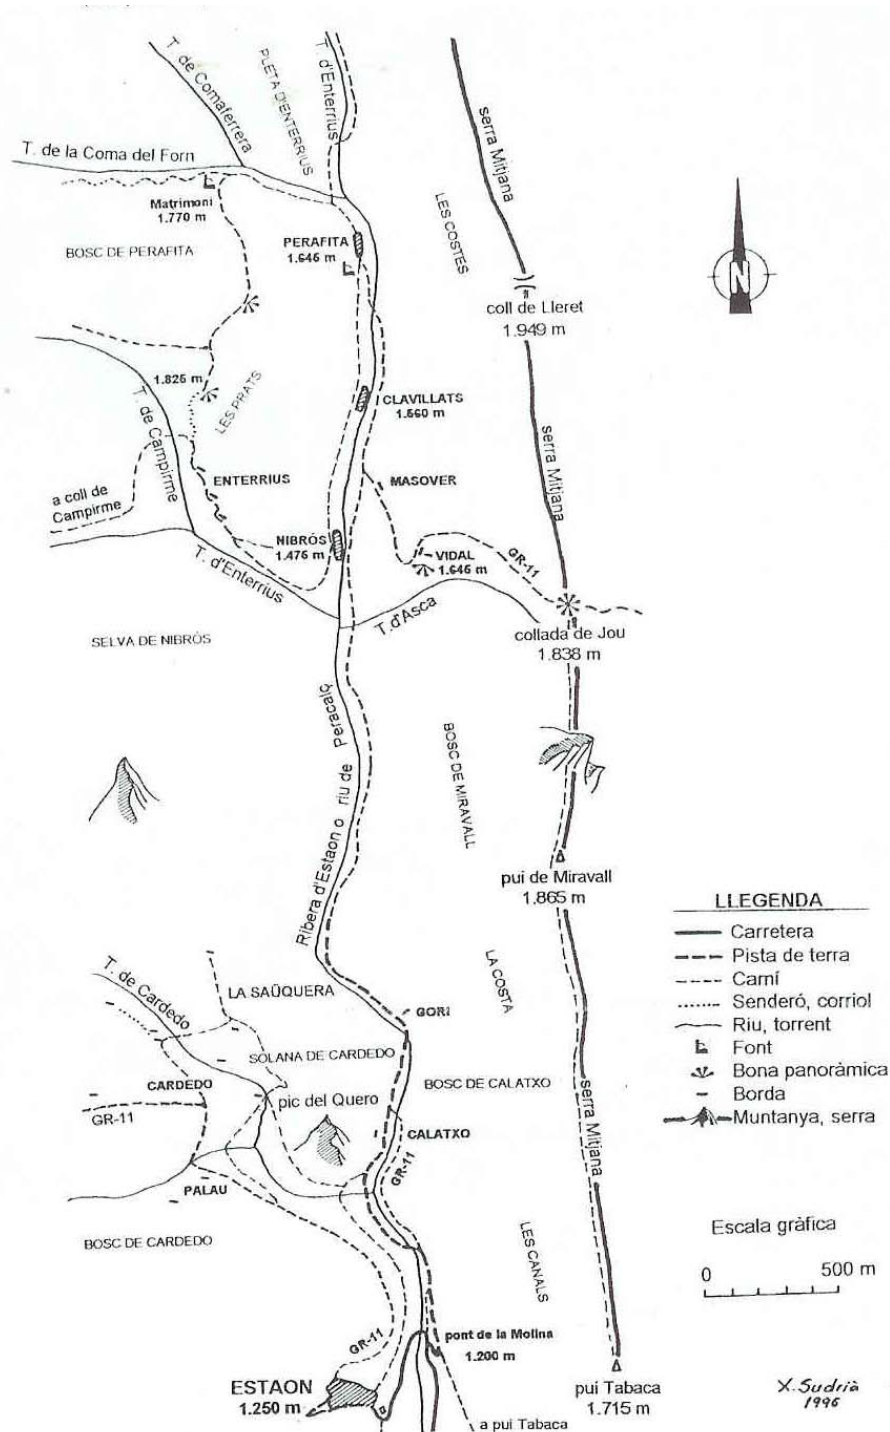 T. de Comaferrera
PLETA D'ENTERRIUS
T. d'Enterrius
serra Mitjana
T. de la Coma del Forn
Matrimoni
1.770 m
LES COSTES
BOSC DE PERAFITA
PERAFITA
1.645 m
N
coll de Lleret
1.949 m
1.825 m
LES PRATS
T. de Campirme
CLAVILLATS
1.560 m
serra Mitjana
a coll de
Campirme
ENTERRIUS
MASOVER
NIBRÓS
1.475 m
VIDAL
1.645 m
GR-11
T. d'Enterrius
T. d'Asca
collada de Jou
1.838 m
SELVA DE NIBRÓS
Ribera d'Estaon o riu de Peracalç
BOSC DE MIRAVALL
pui de Miravall
1.865 m
LLEGENDA
Carretera
Pista de terra
Camí
Senderó, corriol
Riu, torrent
Font
Bona panoràmica
Borda
Muntanya, serra
T. de Cardedo
LA SAÜQUERA
LA COSTA
GORI
SOLANA DE CARDEDO
CARDEDO
BOSC DE CALATXO
GR-11
pic del Quero
serra Mitjana
CALATXO
GR-11
PALAU
BOSC DE CARDEDO
LES CANALS
Escala gràfica
0 500 m
GR-11
pont de la Molina
1.200 m
ESTAON
1.250 m
pui Tabaca
1.715 m
a pui Tabaca
X. Sudrià
1996